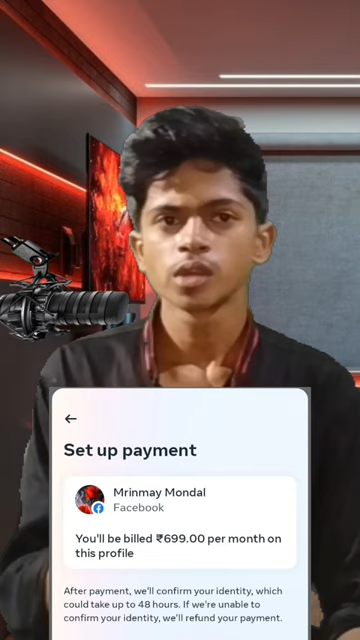 Set up payment
Mrinmay Mondal
Facebook
You'll be billed ₹699.00 per month on
this profile
After payment, we'll confirm your identity, which
could take up to 48 hours. If we're unable to
confirm your identity, we'll refund your payment.